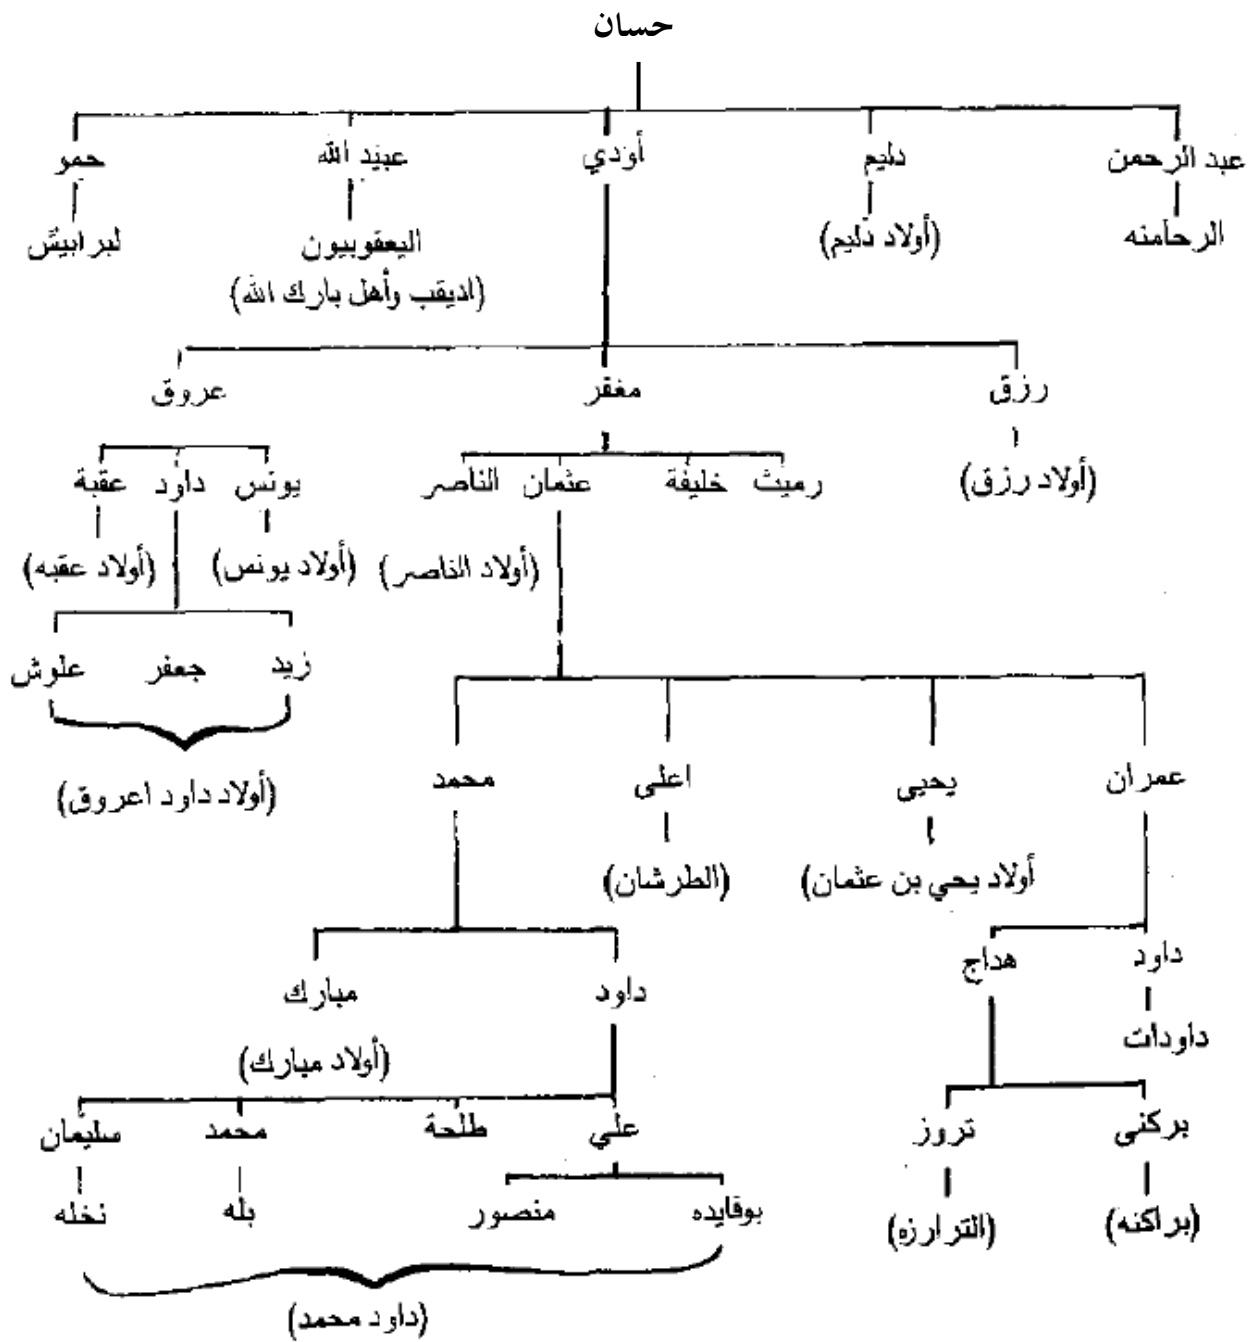 حسان
عبد الرحمن دليم أودي عبيد الله حمو
الرحامنه (أولاد دليم) اليعقوبيون لبرابيش
(اديقب وأهل بارك الله)
رزق مغفر عروق
(أولاد رزق) رميث خليفة عثمان الناصر يونس داود عقبة
(أولاد الناصر) (أولاد يونس) (أولاد عقبه)
زيد جعفر علوش
عمران يحيى اعلى محمد (أولاد داود اعروق)
أولاد يحي بن عثمان) (الطرشان)
داود هداج داود مبارك
داودات (أولاد مبارك)
بركنى تروز علي طلحة محمد سليمان
(براكنه) (الترارزه) بوفايده منصور بله نخله
(داود محمد)